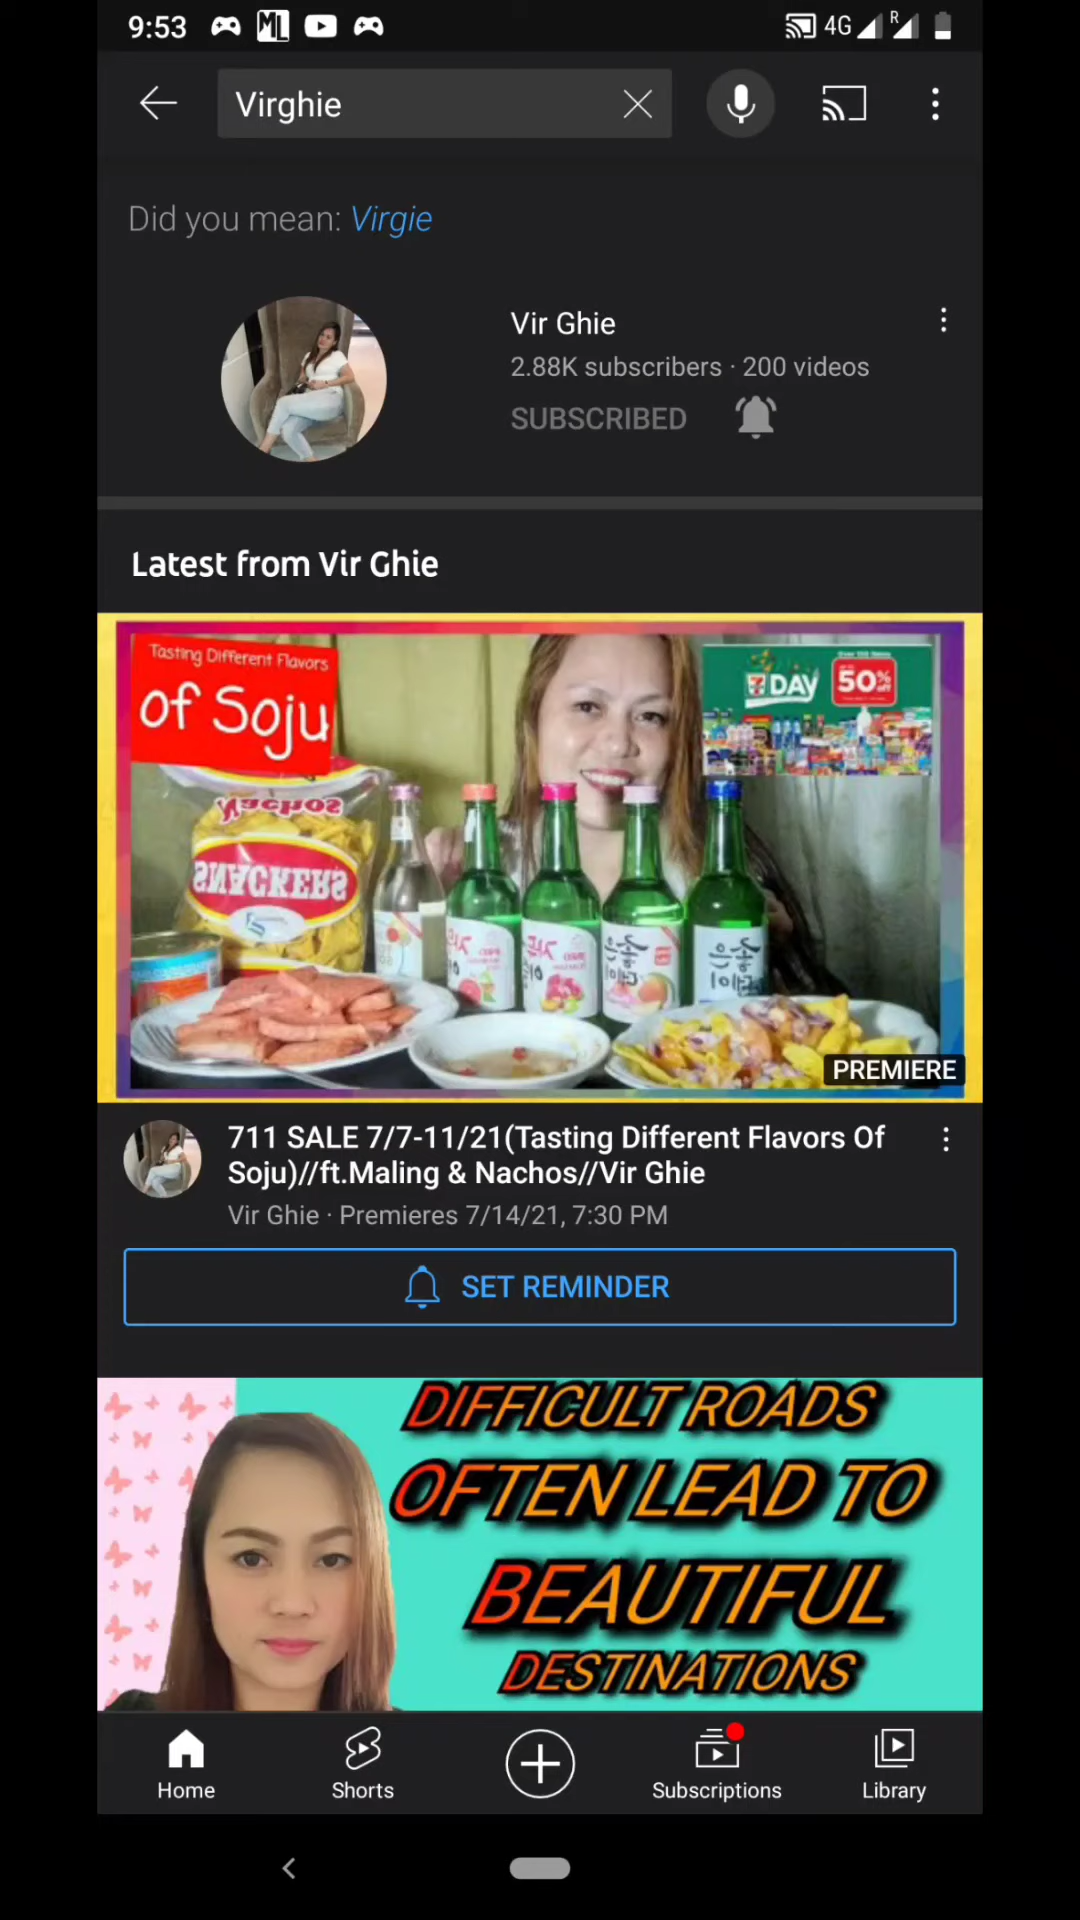 9:53
4G
R
Virghie
Did you mean: Virgie
Vir Ghie
2.88K subscribers · 200 videos
SUBSCRIBED
Latest from Vir Ghie
Tasting Different Flavors
of Soju
DAY
50%
off
Nachos
SNACKERS
PREMIERE
711 SALE 7/7-11/21(Tasting Different Flavors Of
Soju)//ft.Maling & Nachos//Vir Ghie
Vir Ghie · Premieres 7/14/21, 7:30 PM
SET REMINDER
DIFFICULT ROADS
OFTEN LEAD TO
BEAUTIFUL
DESTINATIONS
Home
Shorts
Subscriptions
Library